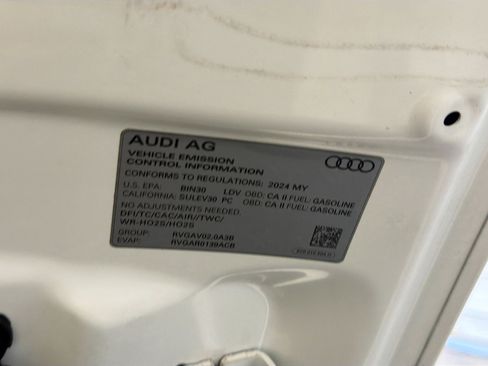 AUDI AG
VEHICLE EMISSION
CONTROL INFORMATION
CONFORMS TO REGULATIONS: 2024 MY
U.S. EPA: BIN30 LDV OBD: CA II FUEL: GASOLINE
CALIFORNIA: SULEV30 PC OBD: CA II FUEL: GASOLINE
NO ADJUSTMENTS NEEDED.
DFI/TC/CAC/AIR/TWC/
WR-HO2S/HO2S
GROUP: RVGAV02.0A3B
EVAP: RVGAR0139ACB